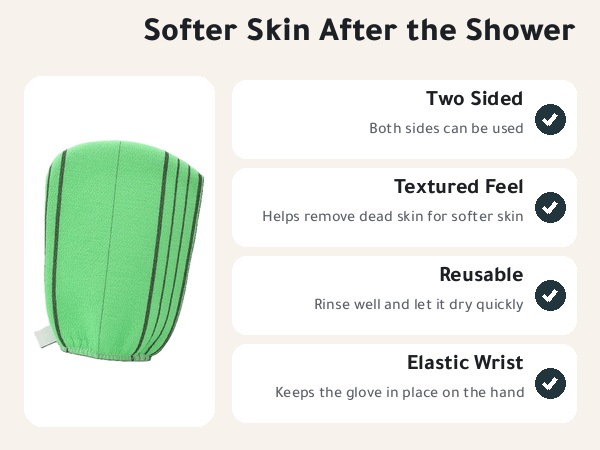 Softer Skin After the Shower
Two Sided
Both sides can be used
Textured Feel
Helps remove dead skin for softer skin
Reusable
Rinse well and let it dry quickly
Elastic Wrist
Keeps the glove in place on the hand